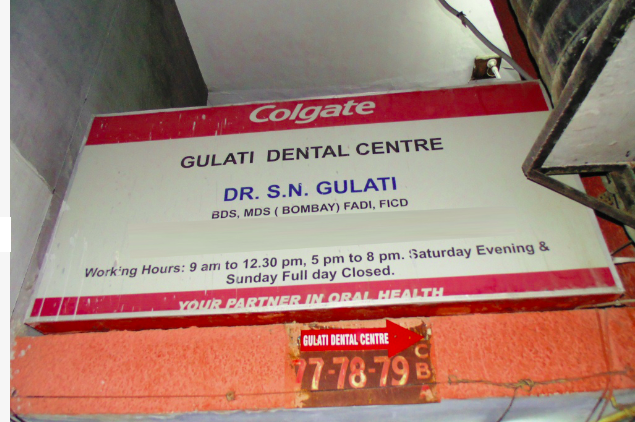 Colgate
GULATI DENTAL CENTRE
DR. S.N. GULATI
BDS, MDS ( BOMBAY) FADI, FICD
Working Hours: 9 am to 12.30 pm, 5 pm to 8 pm. Saturday Evening &
Sunday Full day Closed.
YOUR PARTNER IN ORAL HEALTH
GULATI DENTAL CENTRE
77-78-79
C
B